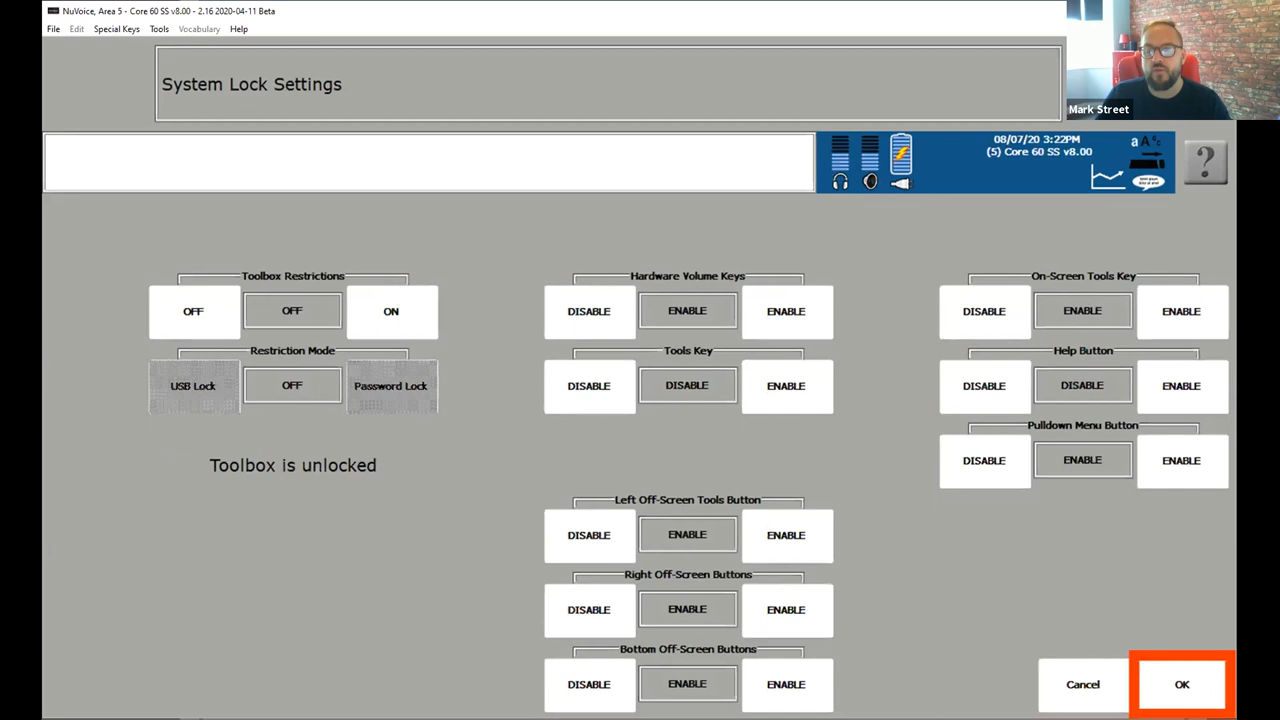 NuVoice, Area 5 - Core 60 SS v8.00 - 2.16 2020-04-11 Beta
File Edit Special Keys Tools Vocabulary Help
System Lock Settings
Mark Street
08/07/20 3:22PM
(5) Core 60 SS v8.00
a A
?
Toolbox Restrictions
OFF OFF ON
Restriction Mode
USB Lock OFF Password Lock
Toolbox is unlocked
Hardware Volume Keys
DISABLE ENABLE ENABLE
Tools Key
DISABLE DISABLE ENABLE
Left Off-Screen Tools Button
DISABLE ENABLE ENABLE
Right Off-Screen Buttons
DISABLE ENABLE ENABLE
Bottom Off-Screen Buttons
DISABLE ENABLE ENABLE
On-Screen Tools Key
DISABLE ENABLE ENABLE
Help Button
DISABLE DISABLE ENABLE
Pulldown Menu Button
DISABLE ENABLE ENABLE
Cancel OK